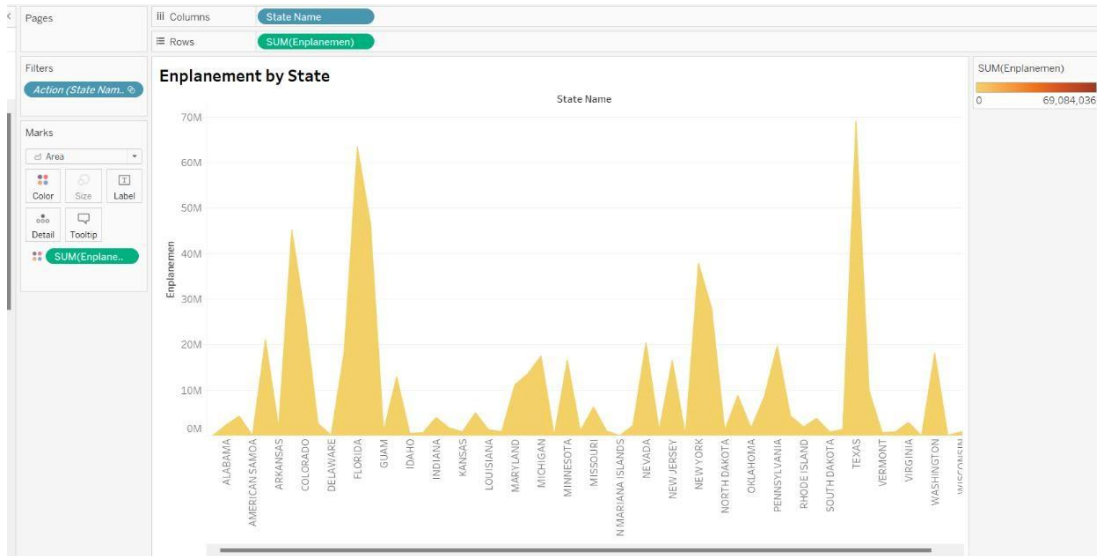 Pages
Columns
State Name
Rows
SUM(Enplanemen)
Filters
Action (State Nam..
Marks
Area
Color
Size
Label
Detail
Tooltip
SUM(Enplane..
Enplanement by State
State Name
70M
60M
50M
40M
30M
20M
10M
0M
Enplanemen
ALABAMA
AMERICAN SAMOA
ARKANSAS
COLORADO
DELAWARE
FLORIDA
GUAM
IDAHO
INDIANA
KANSAS
LOUISIANA
MARYLAND
MICHIGAN
MINNESOTA
MISSOURI
N MARIANA ISLANDS
NEVADA
NEW JERSEY
NEW YORK
NORTH DAKOTA
OKLAHOMA
PENNSYLVANIA
RHODE ISLAND
SOUTH DAKOTA
TEXAS
VERMONT
VIRGINIA
WASHINGTON
WISCONSIN
SUM(Enplanemen)
0 69,084,036